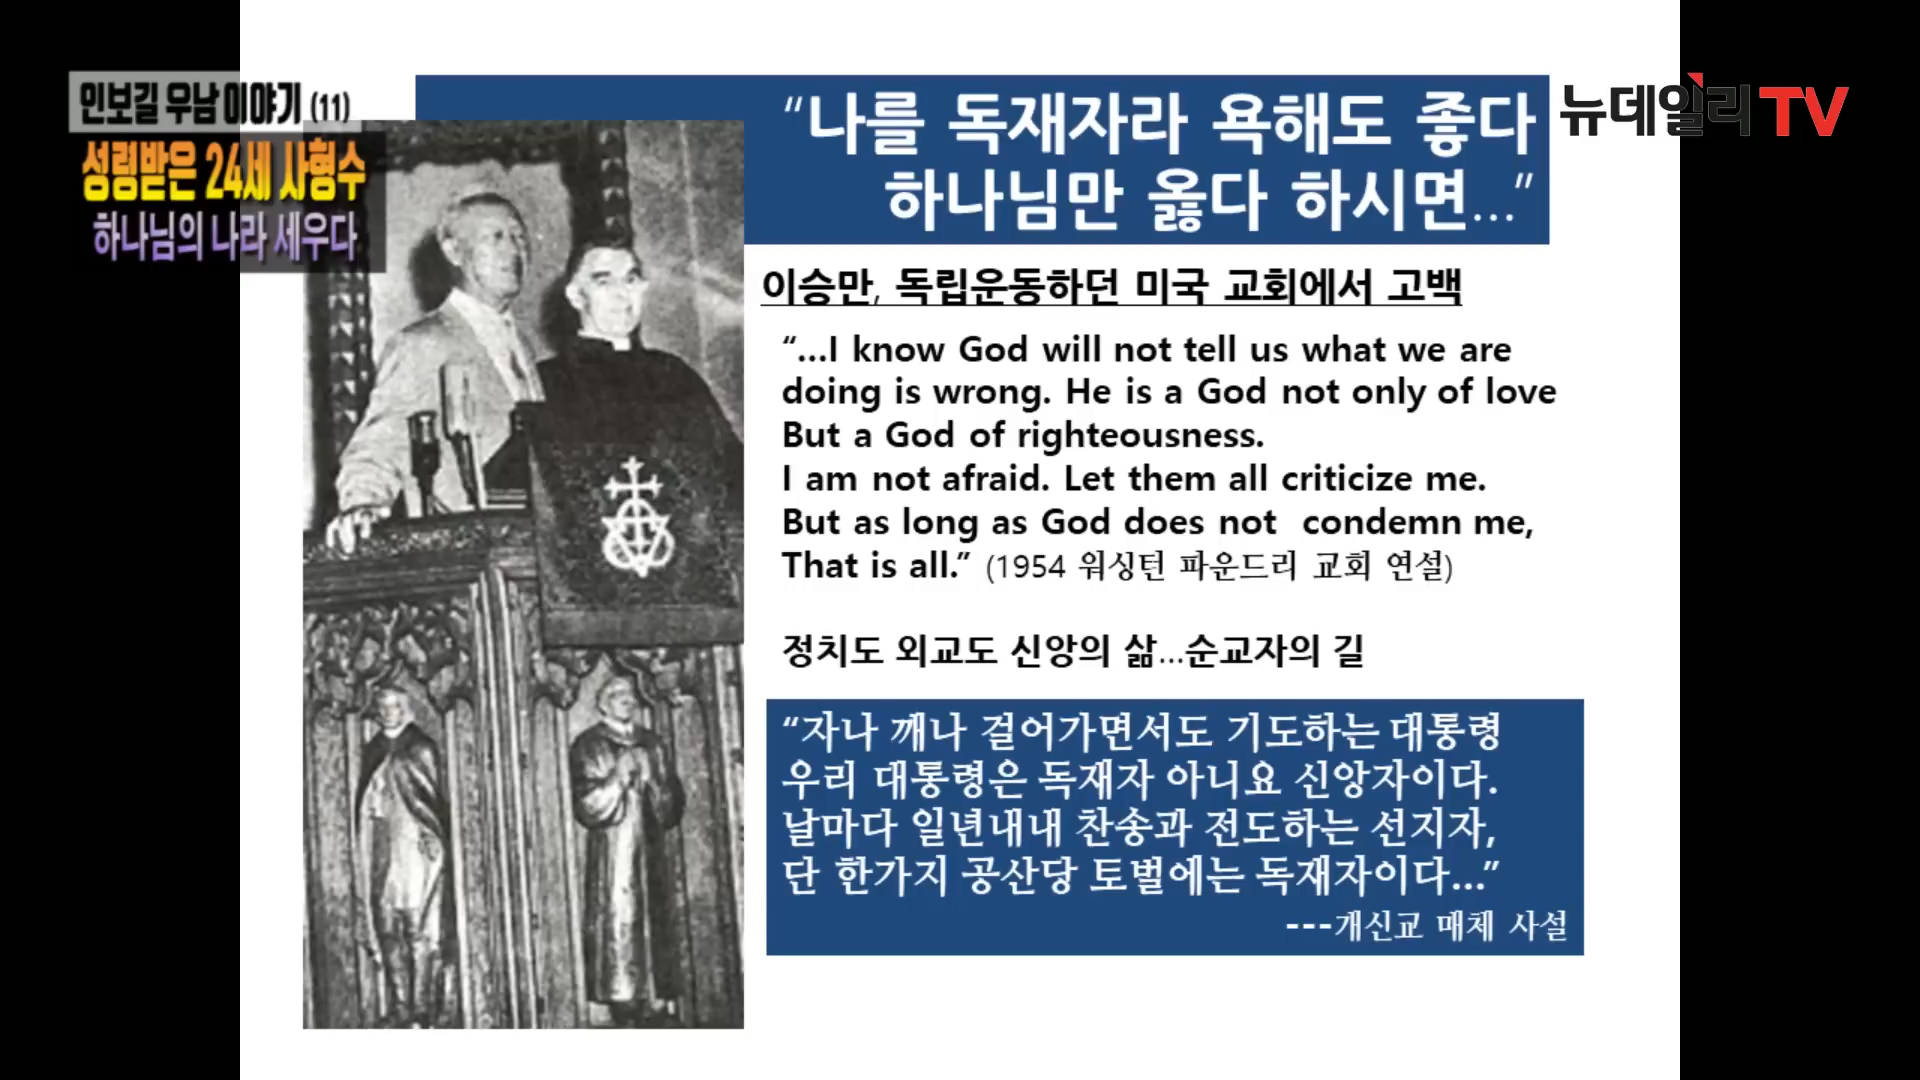 인보길 우남 이야기 (11)
성령받은 24세 사형수
하나님의 나라 세우다
뉴데일리TV
“나를 독재자라 욕해도 좋다
하나님만 옳다 하시면...”
이승만, 독립운동하던 미국 교회에서 고백
“...I know God will not tell us what we are
doing is wrong. He is a God not only of love
But a God of righteousness.
I am not afraid. Let them all criticize me.
But as long as God does not condemn me,
That is all.” (1954 워싱턴 파운드리 교회 연설)
정치도 외교도 신앙의 삶...순교자의 길
“자나 깨나 걸어가면서도 기도하는 대통령
우리 대통령은 독재자 아니요 신앙자이다.
날마다 일년내내 찬송과 전도하는 선지자,
단 한가지 공산당 토벌에는 독재자이다...”
---개신교 매체 사설